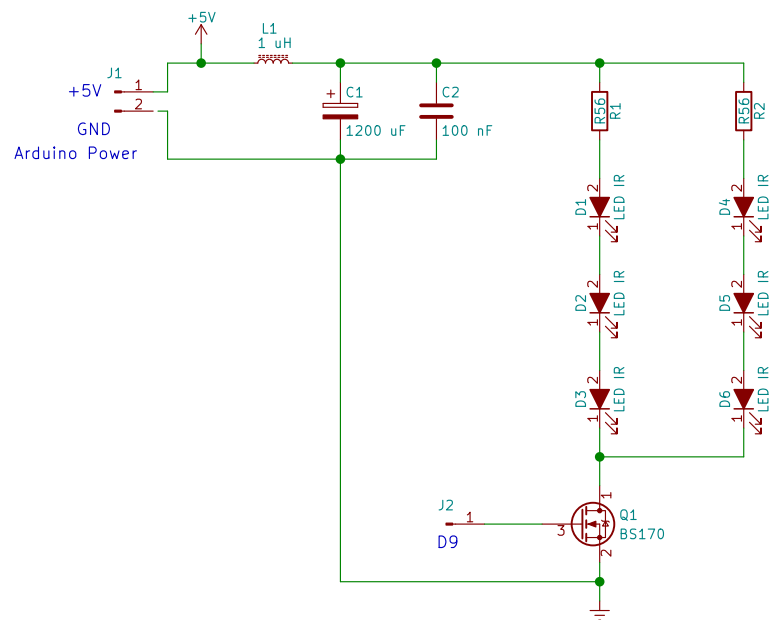 +5V
L1
1 uH
J1
+5V
1
2
GND
Arduino Power
+
C1
1200 uF
C2
100 nF
R56
R1
R56
R2
2
D1
1
LED IR
2
D4
1
LED IR
2
D2
1
LED IR
2
D5
1
LED IR
2
D3
1
LED IR
2
D6
1
LED IR
J2
1
D9
1
3
2
Q1
BS170